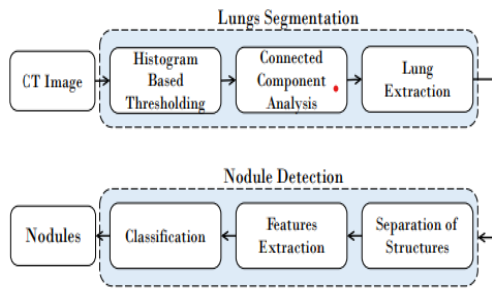 Lungs Segmentation
CT Image
Histogram
Based
Thresholding
Connected
Component
Analysis
Lung
Extraction
Nodule Detection
Nodules
Classification
Features
Extraction
Separation of
Structures